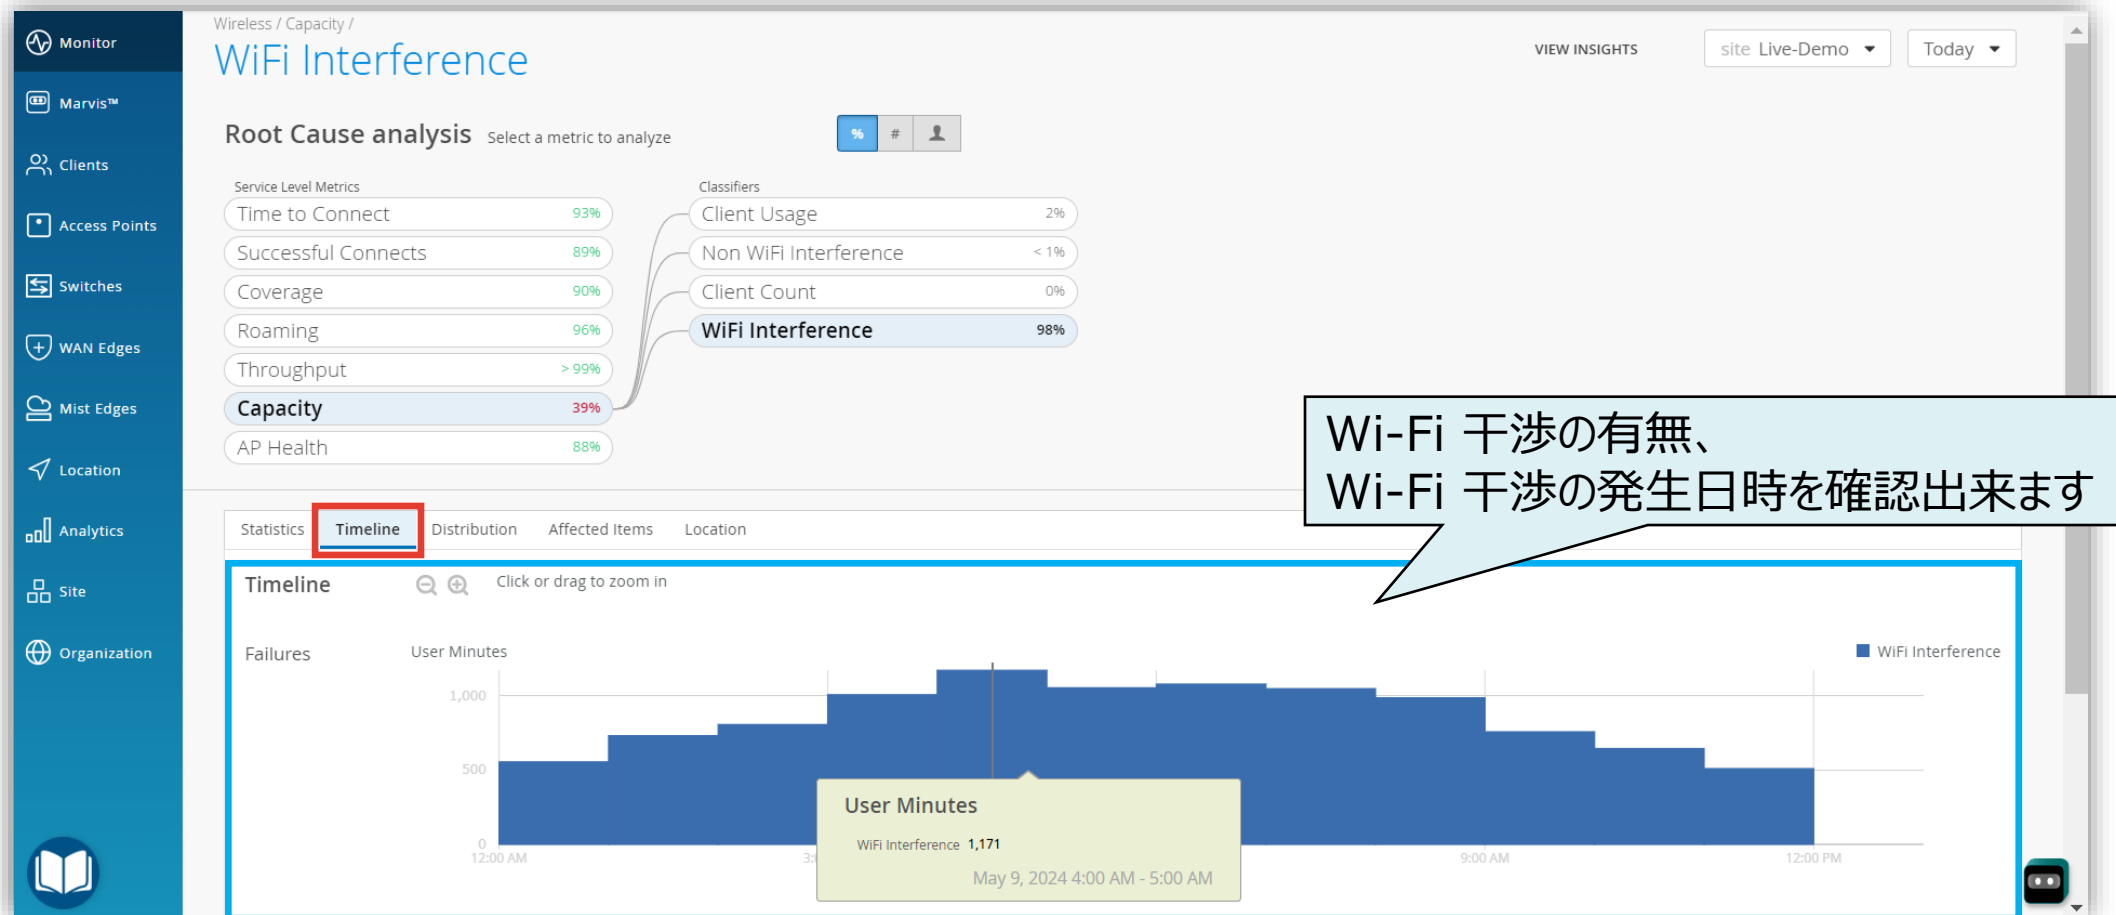 Monitor
Marvis™
Clients
Access Points
Switches
WAN Edges
Mist Edges
Location
Analytics
Site
Organization
Wireless / Capacity /
WiFi Interference
VIEW INSIGHTS
site Live-Demo
Today
Root Cause analysis Select a metric to analyze
% #
Service Level Metrics
Time to Connect 93%
Successful Connects 89%
Coverage 90%
Roaming 96%
Throughput > 99%
Capacity 39%
AP Health 88%
Classifiers
Client Usage 2%
Non WiFi Interference < 1%
Client Count 0%
WiFi Interference 98%
Wi-Fi 干渉の有無、
Wi-Fi 干渉の発生日時を確認出来ます
Statistics Timeline Distribution Affected Items Location
Timeline Click or drag to zoom in
Failures User Minutes WiFi Interference
1,000
500
0
12:00 AM 9:00 AM 12:00 PM
User Minutes
WiFi Interference 1,171
May 9, 2024 4:00 AM - 5:00 AM